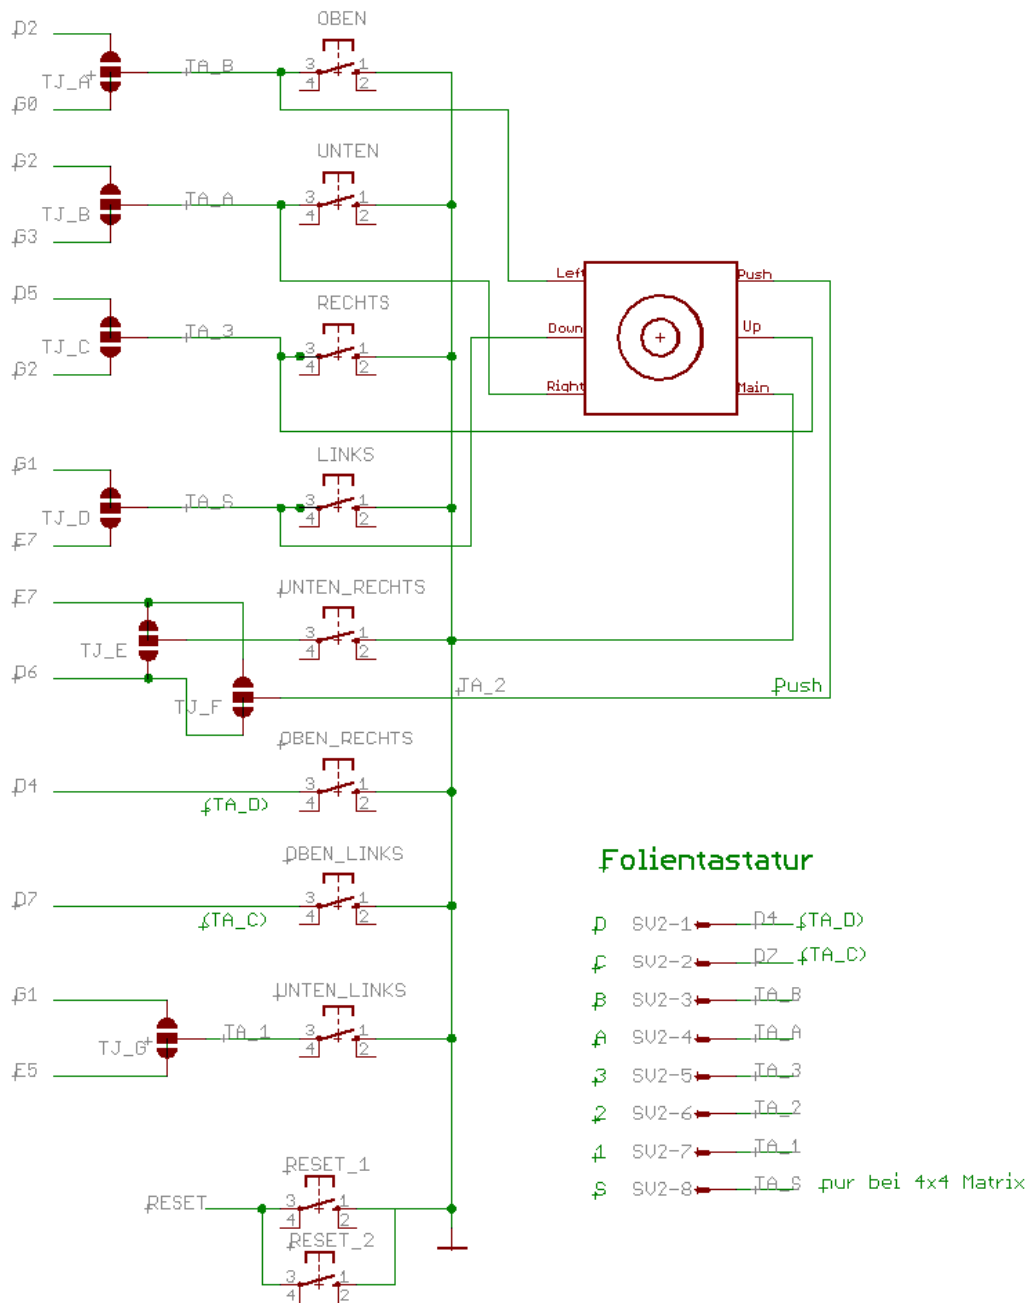 OBEN
D2
TJ_A
TA_B
3 1
4 2
G0
UNTEN
G2
TJ_B
TA_A
3 1
4 2
G3
Left
Push
Down
Up
Right
Main
RECHTS
D5
TJ_C
TA_3
3 1
4 2
G2
LINKS
G1
TJ_D
TA_S
3 1
4 2
E7
UNTEN_RECHTS
E7
TJ_E
3 1
4 2
D6
TJ_F
TA_2
Push
OBEN_RECHTS
D4
(TA_D)
3 1
4 2
OBEN_LINKS
D7
(TA_C)
3 1
4 2
UNTEN_LINKS
G1
TJ_G
TA_1
3 1
4 2
E5
RESET_1
RESET
3 1
4 2
RESET_2
3 1
4 2
Folientastatur
D SV2-1 D4 (TA_D)
C SV2-2 D7 (TA_C)
B SV2-3 TA_B
A SV2-4 TA_A
3 SV2-5 TA_3
2 SV2-6 TA_2
1 SV2-7 TA_1
S SV2-8 TA_S nur bei 4x4 Matrix